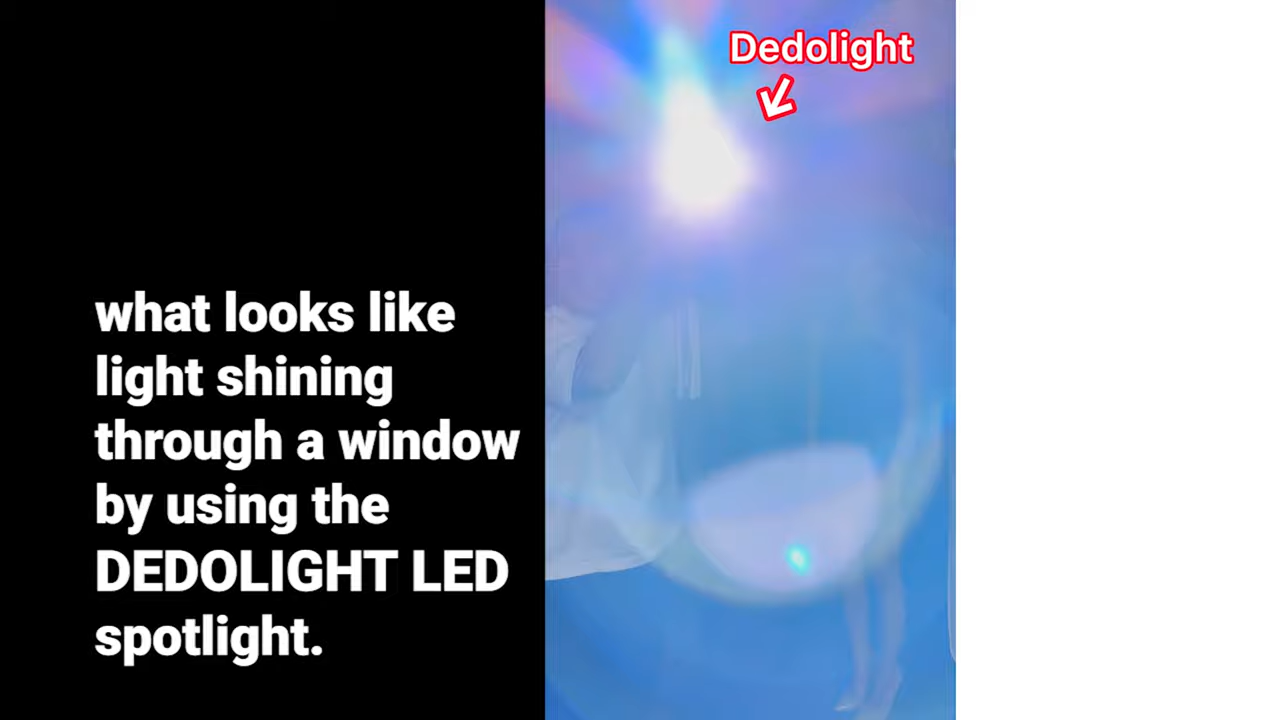 what looks like
light shining
through a window
by using the
DEDOLIGHT LED
spotlight.
Dedolight